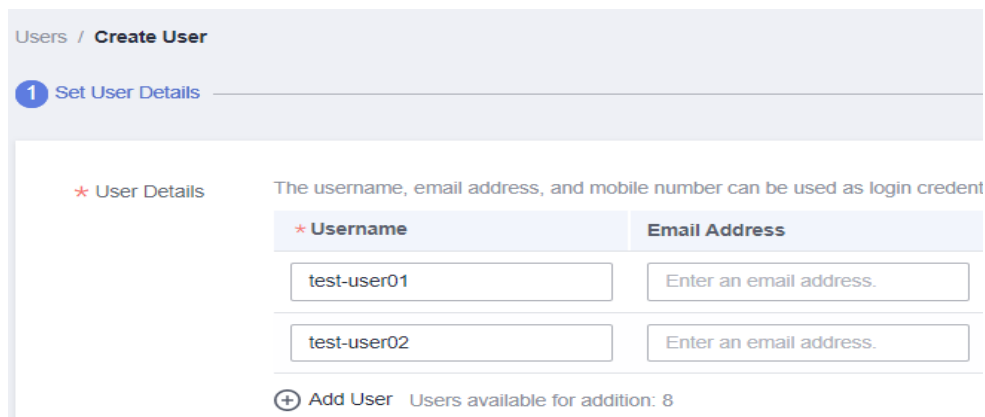 Users / Create User
1 Set User Details
* User Details
The username, email address, and mobile number can be used as login
* Username Email Address
test-user01 Enter an email address.
test-user02 Enter an email address.
+ Add User Users available for addition: 8